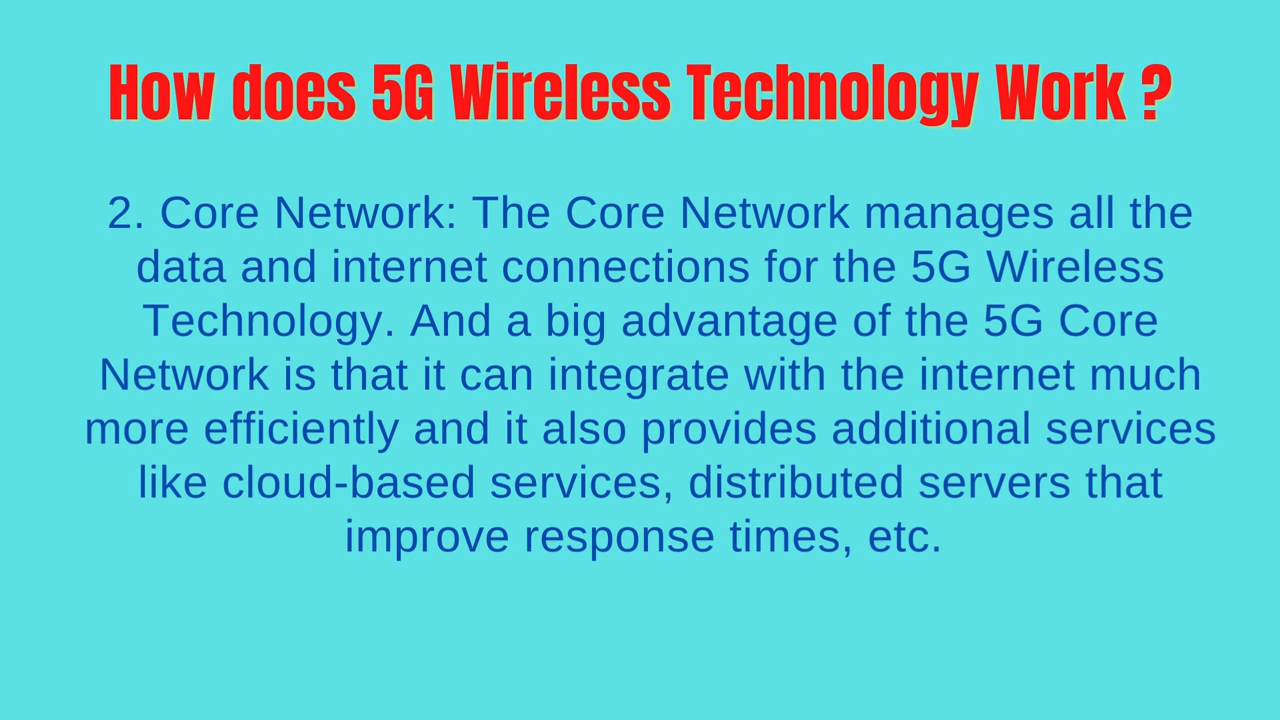 How does 5G Wireless Technology Work ?
2. Core Network: The Core Network manages all the
data and internet connections for the 5G Wireless
Technology. And a big advantage of the 5G Core
Network is that it can integrate with the internet much
more efficiently and it also provides additional services
like cloud-based services, distributed servers that
improve response times, etc.